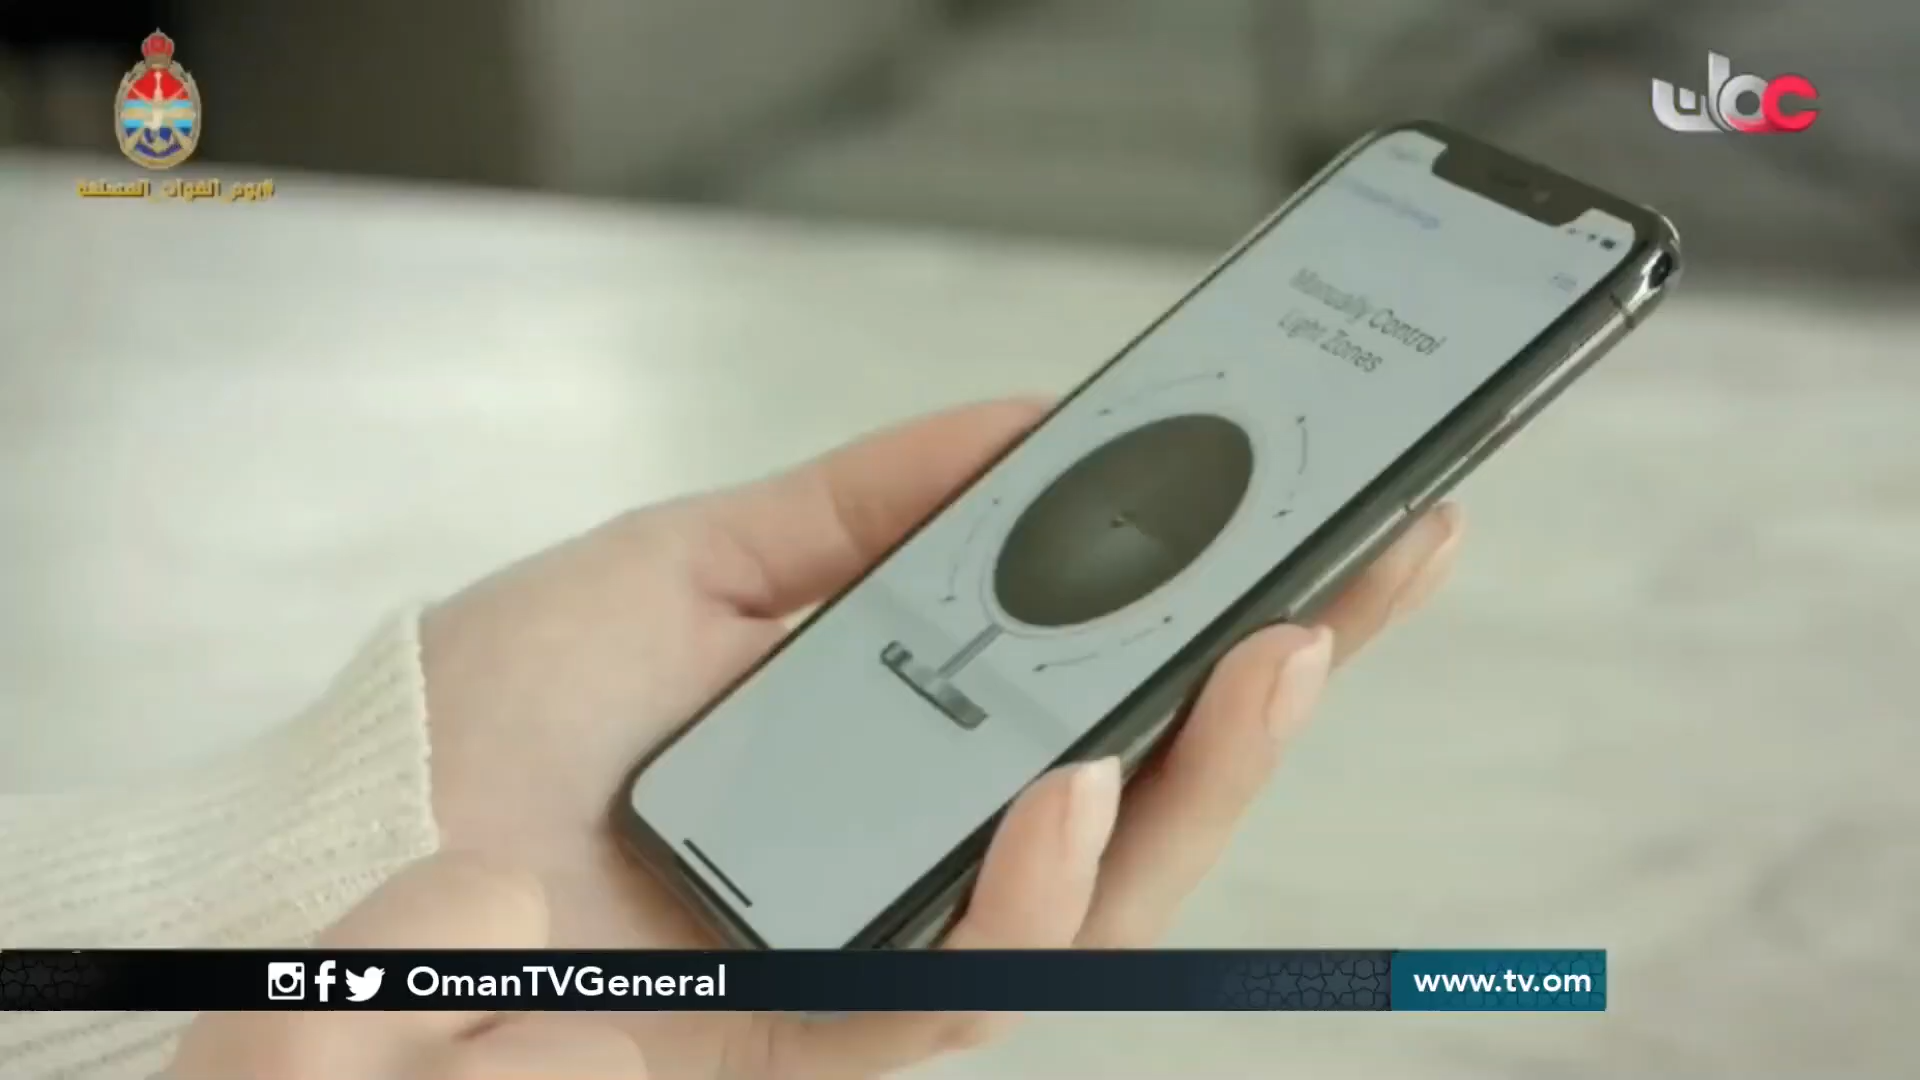 #يوم_القوات_المسلحة
عمان
Manually Control
Light Zones
OmanTVGeneral
www.tv.om